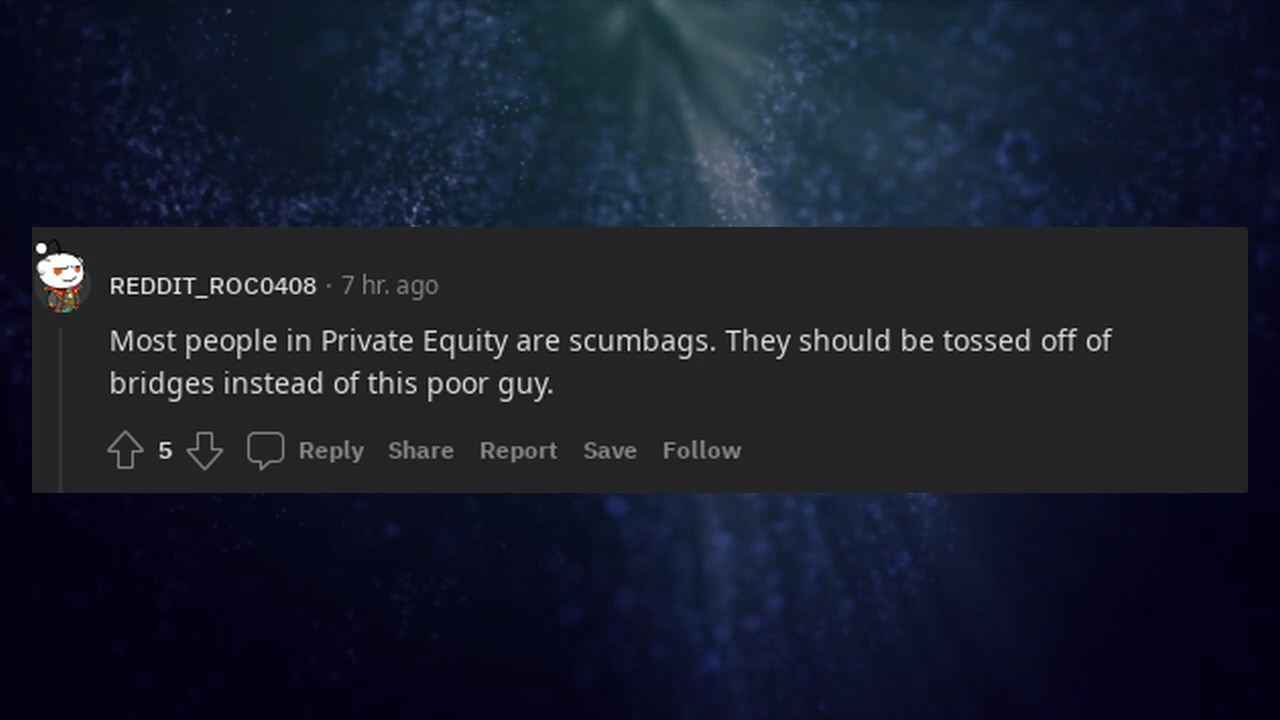 REDDIT_ROC0408 · 7 hr. ago
Most people in Private Equity are scumbags. They should be tossed off of
bridges instead of this poor guy.
5 Reply Share Report Save Follow